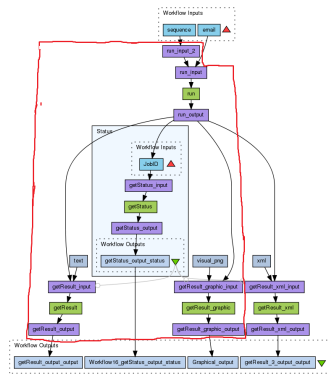 Workflow Inputs
sequence
email
run_input_2
run_input
run
run_output
Status
Workflow Inputs
JobID
getStatus_input
getStatus
getStatus_output
Workflow Outputs
text
getStatus_output_status
visual_png
xml
getResult_input
getResult_graphic_input
getResult_xml_input
getResult
getResult_graphic
getResult_xml
getResult_output
getResult_graphic_output
getResult_xml_output
Workflow Outputs
getResult_output_output
Workflow16_getStatus_output_status
Graphical_output
getResult_3_output_output